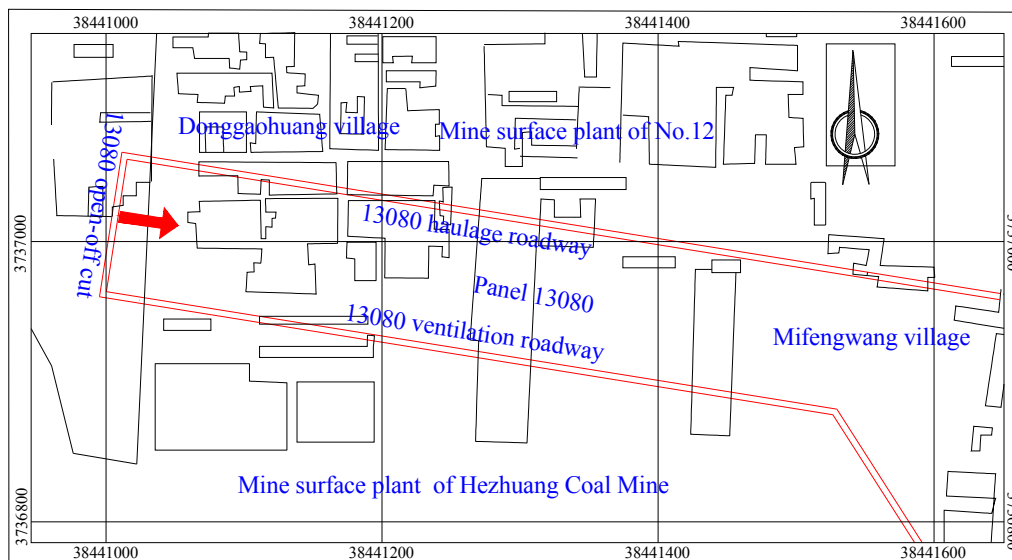 38441000
38441200
38441400
38441600
Donggaohuang village
Mine surface plant of No.12
13080 open-off cut
13080 haulage roadway
3737000
Panel 13080
13080 ventilation roadway
Mifengwang village
Mine surface plant of Hezhuang Coal Mine
3736800
38441000
38441200
38441400
38441600